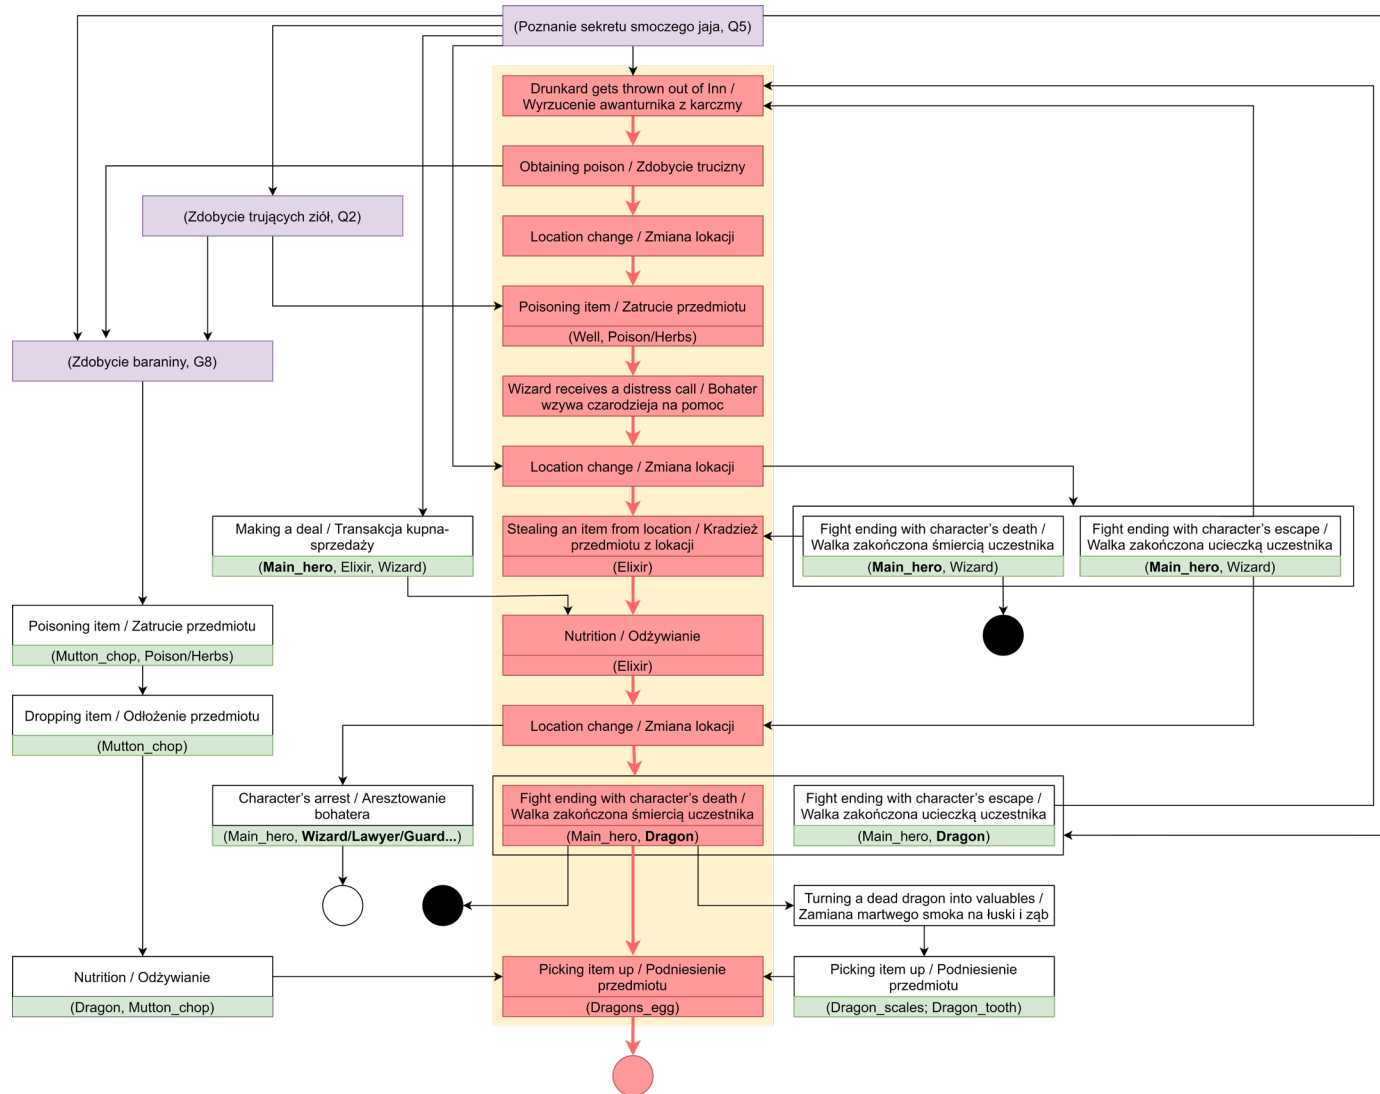 (Poznanie sekretu smoczego jaja, Q5)
Drunkard gets thrown out of Inn /
Wyrzucenie awanturnika z karczmy
Obtaining poison / Zdobycie trucizny
(Zdobycie trujących ziół, Q2)
Location change / Zmiana lokacji
Poisoning item / Zatrucie przedmiotu
(Well, Poison/Herbs)
(Zdobycie baraniny, G8)
Wizard receives a distress call / Bohater
wzywa czarodzieja na pomoc
Location change / Zmiana lokacji
Making a deal / Transakcja kupna-
sprzedaży
(Main_hero, Elixir, Wizard)
Stealing an item from location / Kradzież
przedmiotu z lokacji
(Elixir)
Fight ending with character's death /
Walka zakończona śmiercią uczestnika
(Main_hero, Wizard)
Fight ending with character's escape /
Walka zakończona ucieczką uczestnika
(Main_hero, Wizard)
Poisoning item / Zatrucie przedmiotu
(Mutton_chop, Poison/Herbs)
Nutrition / Odżywianie
(Elixir)
Dropping item / Odłożenie przedmiotu
(Mutton_chop)
Location change / Zmiana lokacji
Character's arrest / Aresztowanie
bohatera
(Main_hero, Wizard/Lawyer/Guard...)
Fight ending with character's death /
Walka zakończona śmiercią uczestnika
(Main_hero, Dragon)
Fight ending with character's escape /
Walka zakończona ucieczką uczestnika
(Main_hero, Dragon)
Turning a dead dragon into valuables /
Zamiana martwego smoka na łuski i ząb
Nutrition / Odżywianie
(Dragon, Mutton_chop)
Picking item up / Podniesienie
przedmiotu
(Dragons_egg)
Picking item up / Podniesienie
przedmiotu
(Dragon_scales; Dragon_tooth)